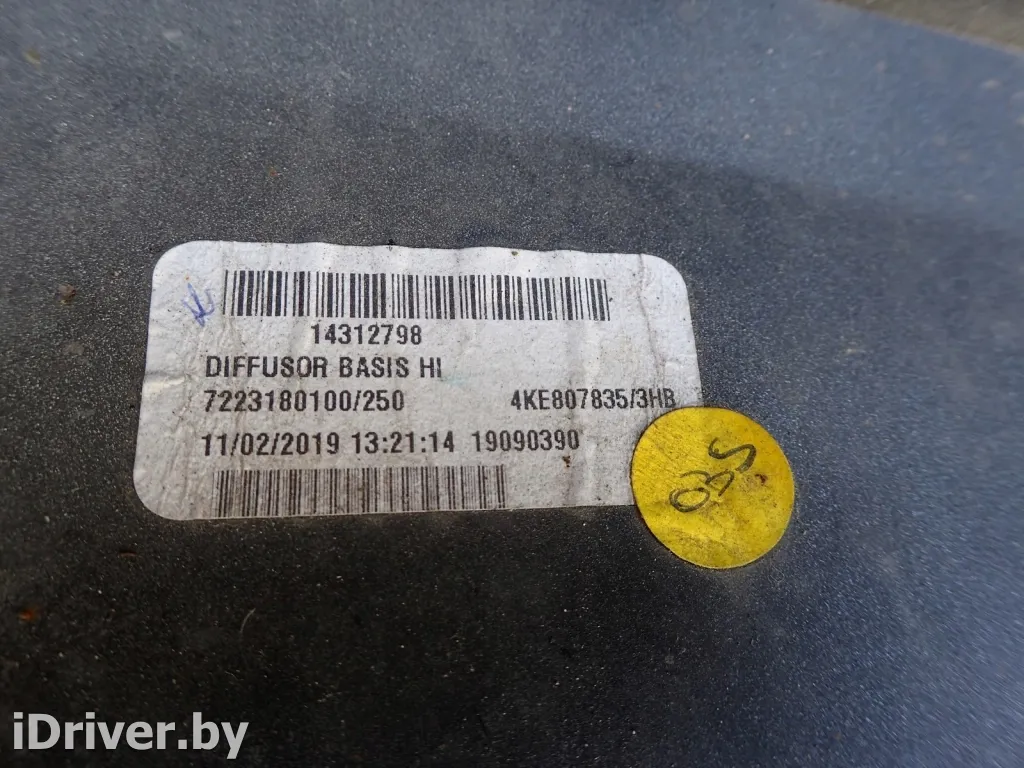 14312798
DIFFUSOR BASIS HI
7223180100/250 4KE807835/3HB
11/02/2019 13:21:14 19090390
iDriver.by